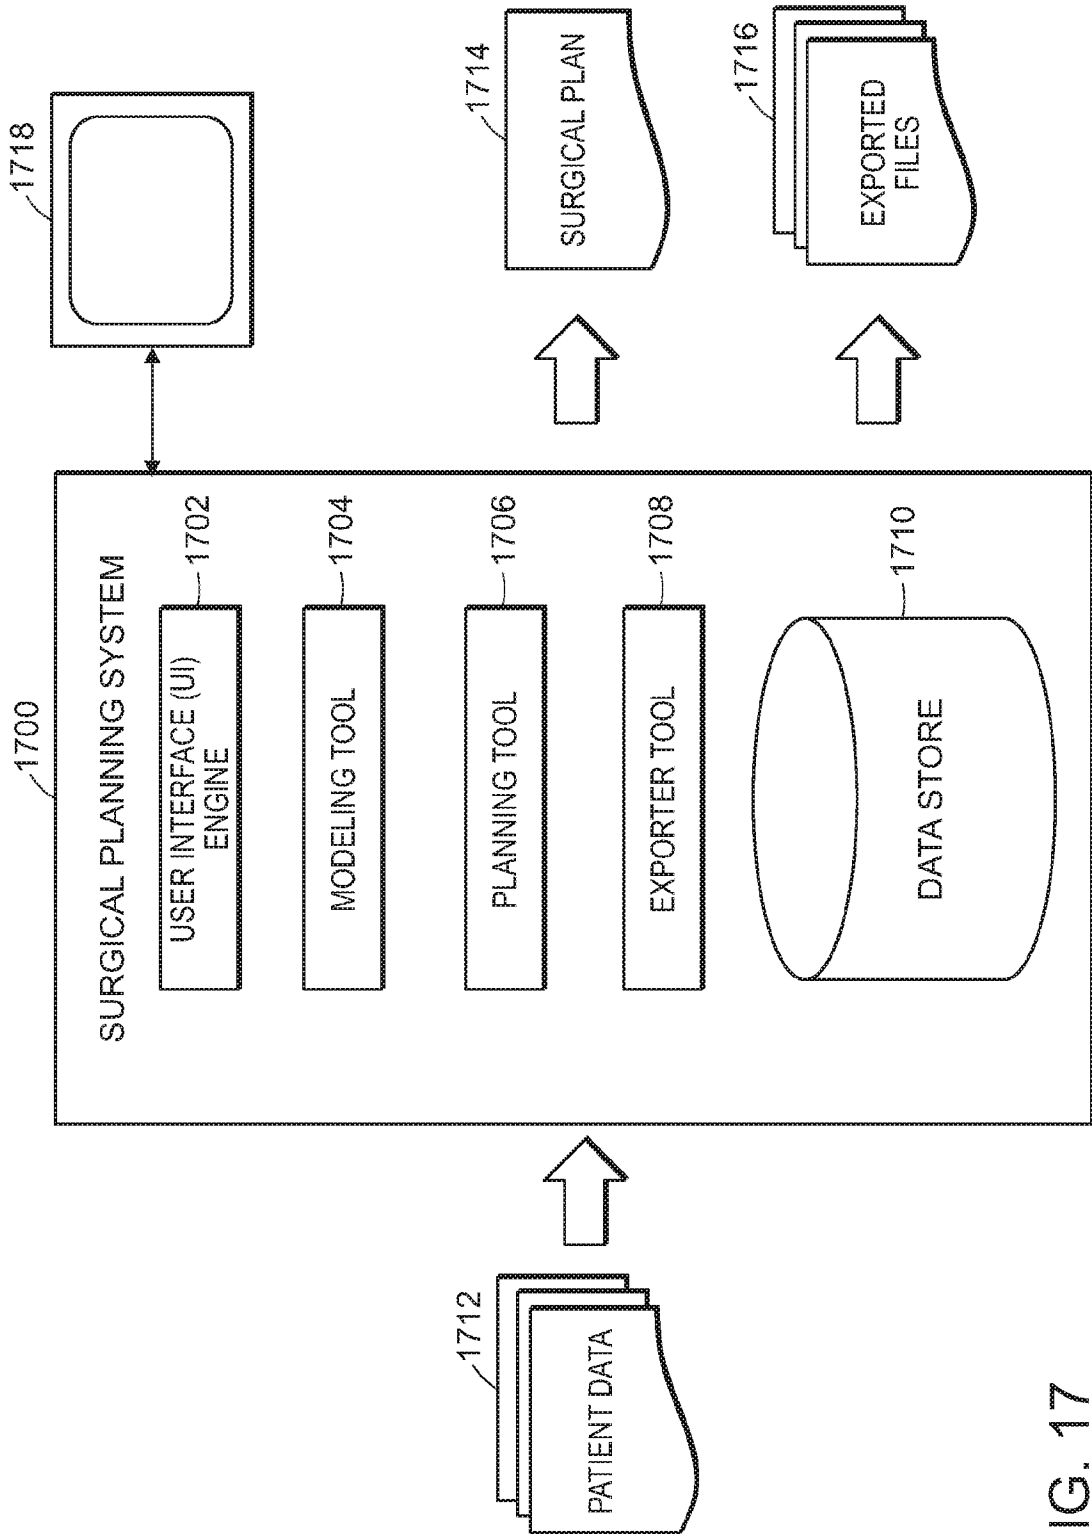 1700
SURGICAL PLANNING SYSTEM
USER INTERFACE (UI)
ENGINE
1702
MODELING TOOL
1704
PLANNING TOOL
1706
EXPORTER TOOL
1708
DATA STORE
1710
1712
PATIENT DATA
1718
1714
SURGICAL PLAN
1716
EXPORTED
FILES
IG. 17